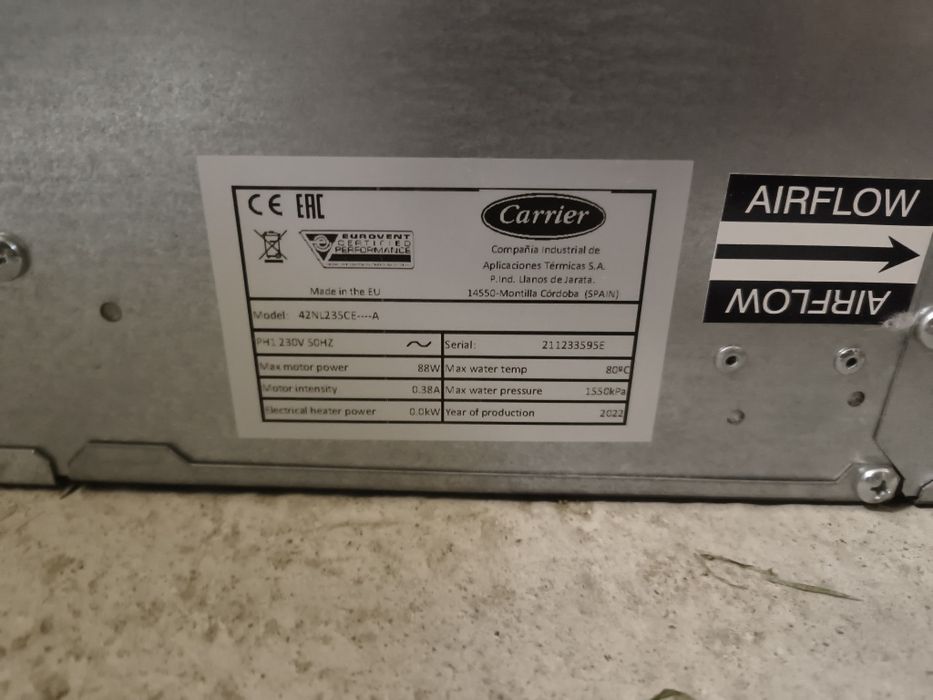 CE EAC
Carrier
EUROVENT
CERTIFIED
PERFORMANCE
Compañia Industrial de
Aplicaciones Térmicas S.A.
P.Ind. Llanos de Jarata.
Made in the EU
14550-Montilla Córdoba (SPAIN)
Model: 42NL235CE----A
PH1 230V 50HZ
Serial: 211233595E
Max motor power 88W
Max water temp 80ºC
Motor intensity 0.38A
Max water pressure 1550kPa
Electrical heater power 0.0kW
Year of production 2022
AIRFLOW
AIRFLOW